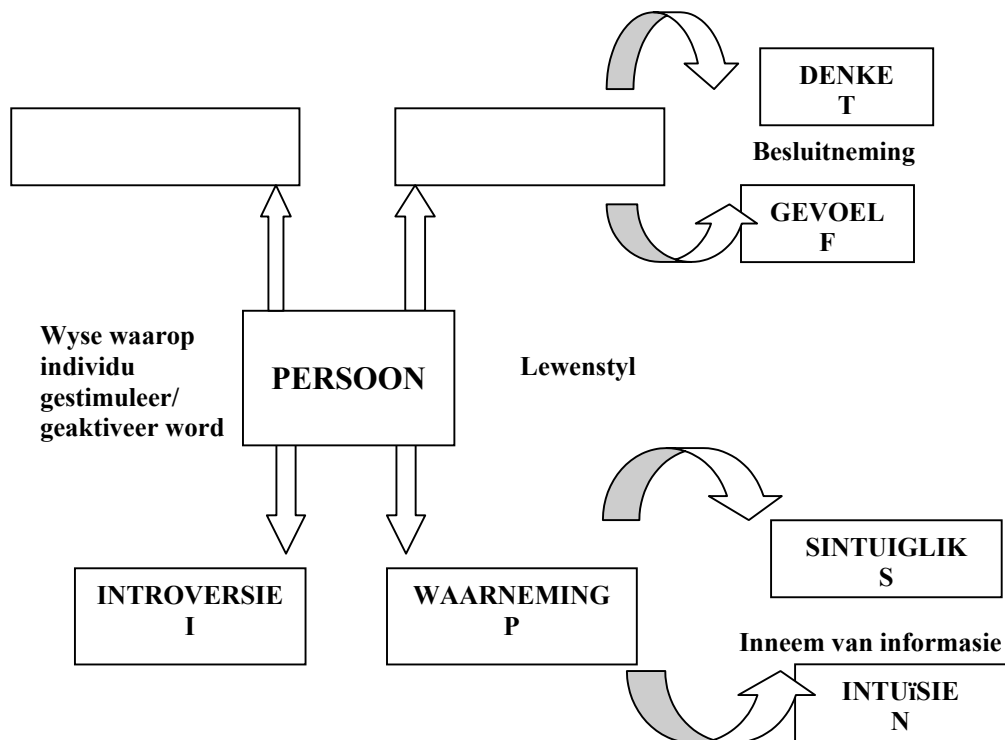 DENKE
T
Besluitneming
GEVOEL
F
Wyse waarop
individu
gestimuleer/
geaktiveer word
PERSOON
Lewenstyl
SINTUIGLIK
S
INTROVERSIE
I
WAARNEMING
P
Inneem van informasie
INTUïSIE
N